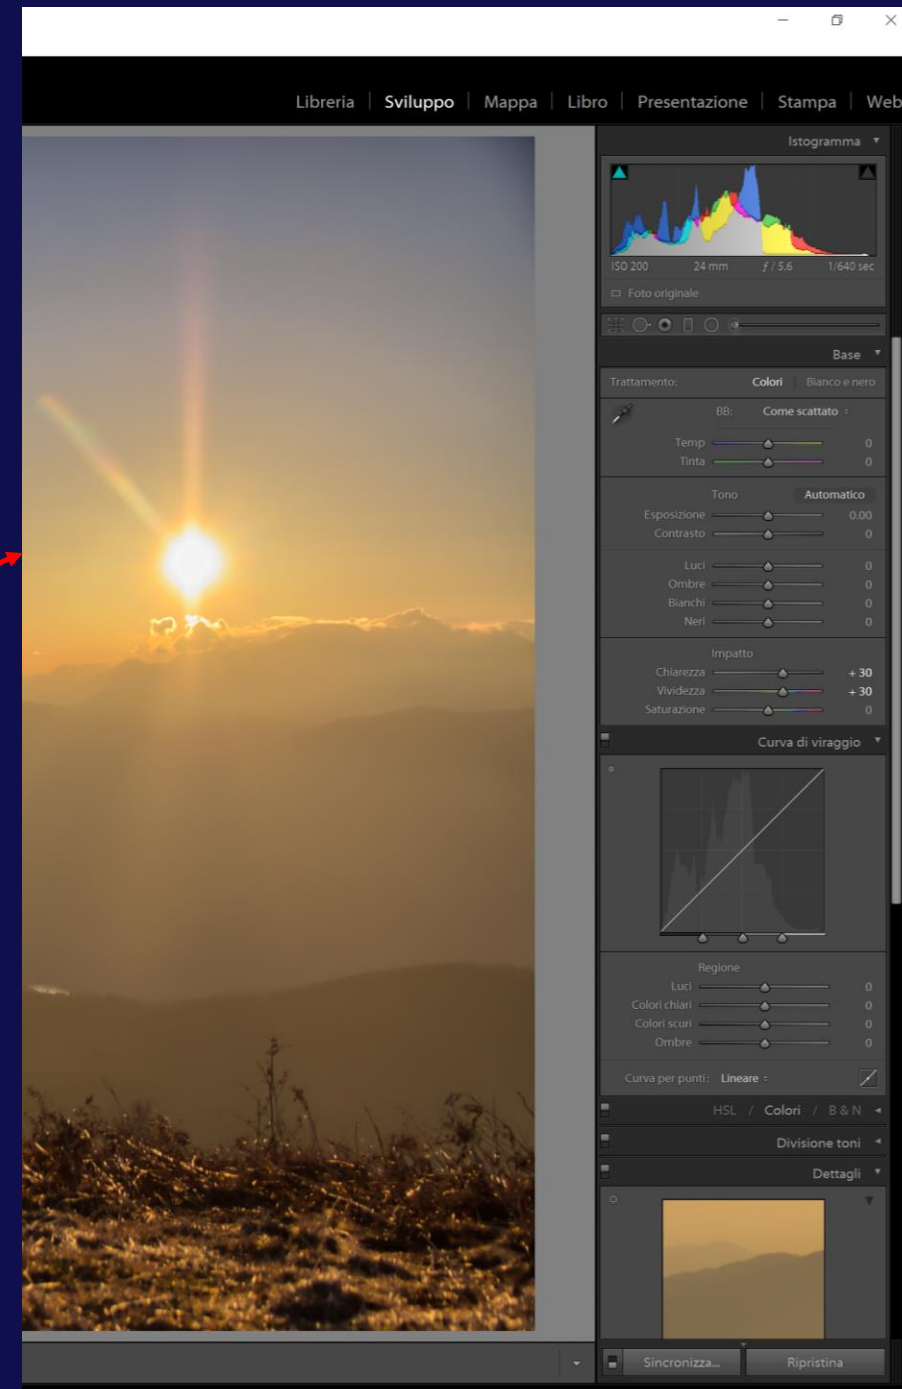 Libreria | Sviluppo | Mappa | Libro | Presentazione | Stampa | Web
Istogramma
ISO 200 24 mm ƒ / 5.6 1/640 sec
Foto originale
Base
Trattamento: Colori | Bianco e nero
BB: Come scattato
Temp 0
Tinta 0
Tono Automatico
Esposizione 0.00
Contrasto 0
Luci 0
Ombre 0
Bianchi 0
Neri 0
Impatto
Chiarezza + 30
Vividezza + 30
Saturazione 0
Curva di viraggio
Regione
Luci 0
Colori chiari 0
Colori scuri 0
Ombre 0
Curva per punti: Lineare
HSL / Colori / B & N
Divisione toni
Dettagli
Sincronizza... Ripristina